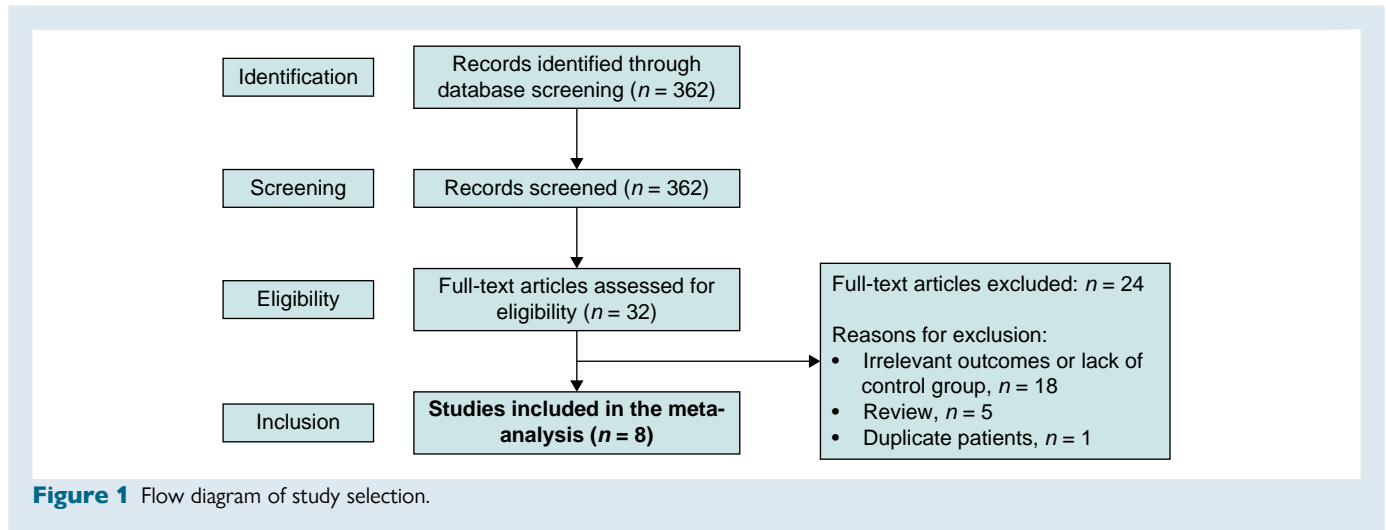 Identification
Records identified through
database screening (n = 362)
Screening
Records screened (n = 362)
Eligibility
Full-text articles assessed for
eligibility (n = 32)
Full-text articles excluded: n = 24
Reasons for exclusion:
• Irrelevant outcomes or lack of
control group, n = 18
• Review, n = 5
• Duplicate patients, n = 1
Inclusion
Studies included in the meta-
analysis (n = 8)
Figure 1 Flow diagram of study selection.